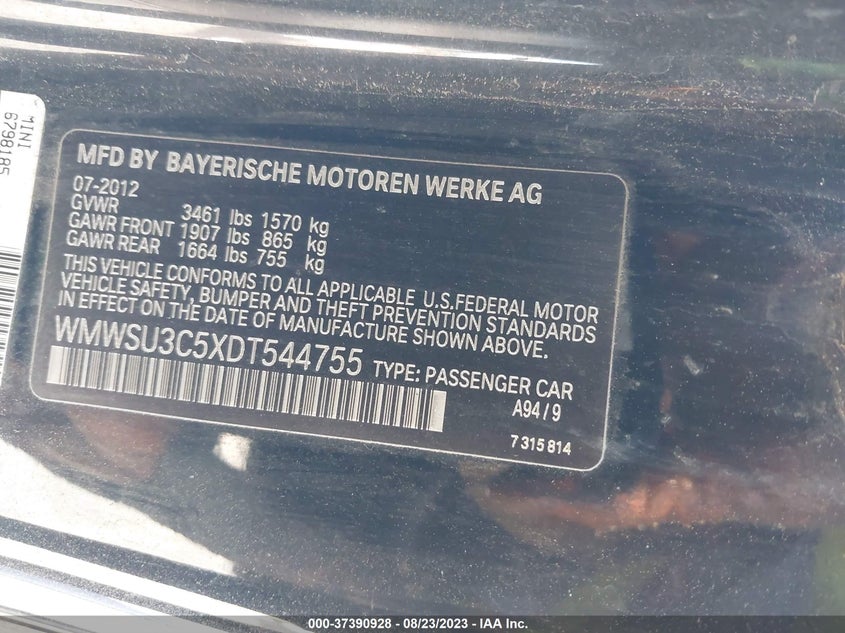 MINI
6798185
MFD BY BAYERISCHE MOTOREN WERKE AG
07-2012
GVWR 3461 lbs 1570 kg
GAWR FRONT 1907 lbs 865 kg
GAWR REAR 1664 lbs 755 kg
THIS VEHICLE CONFORMS TO ALL APPLICABLE U.S.FEDERAL MOTOR
VEHICLE SAFETY, BUMPER AND THEFT PREVENTION STANDARDS
IN EFFECT ON THE DATE OF MANUFACTURE SHOWN ABOVE.
WMWSU3C5XDT544755 TYPE: PASSENGER CAR
A94/9
7 315 814
000-37390928 - 08/23/2023 - IAA Inc.